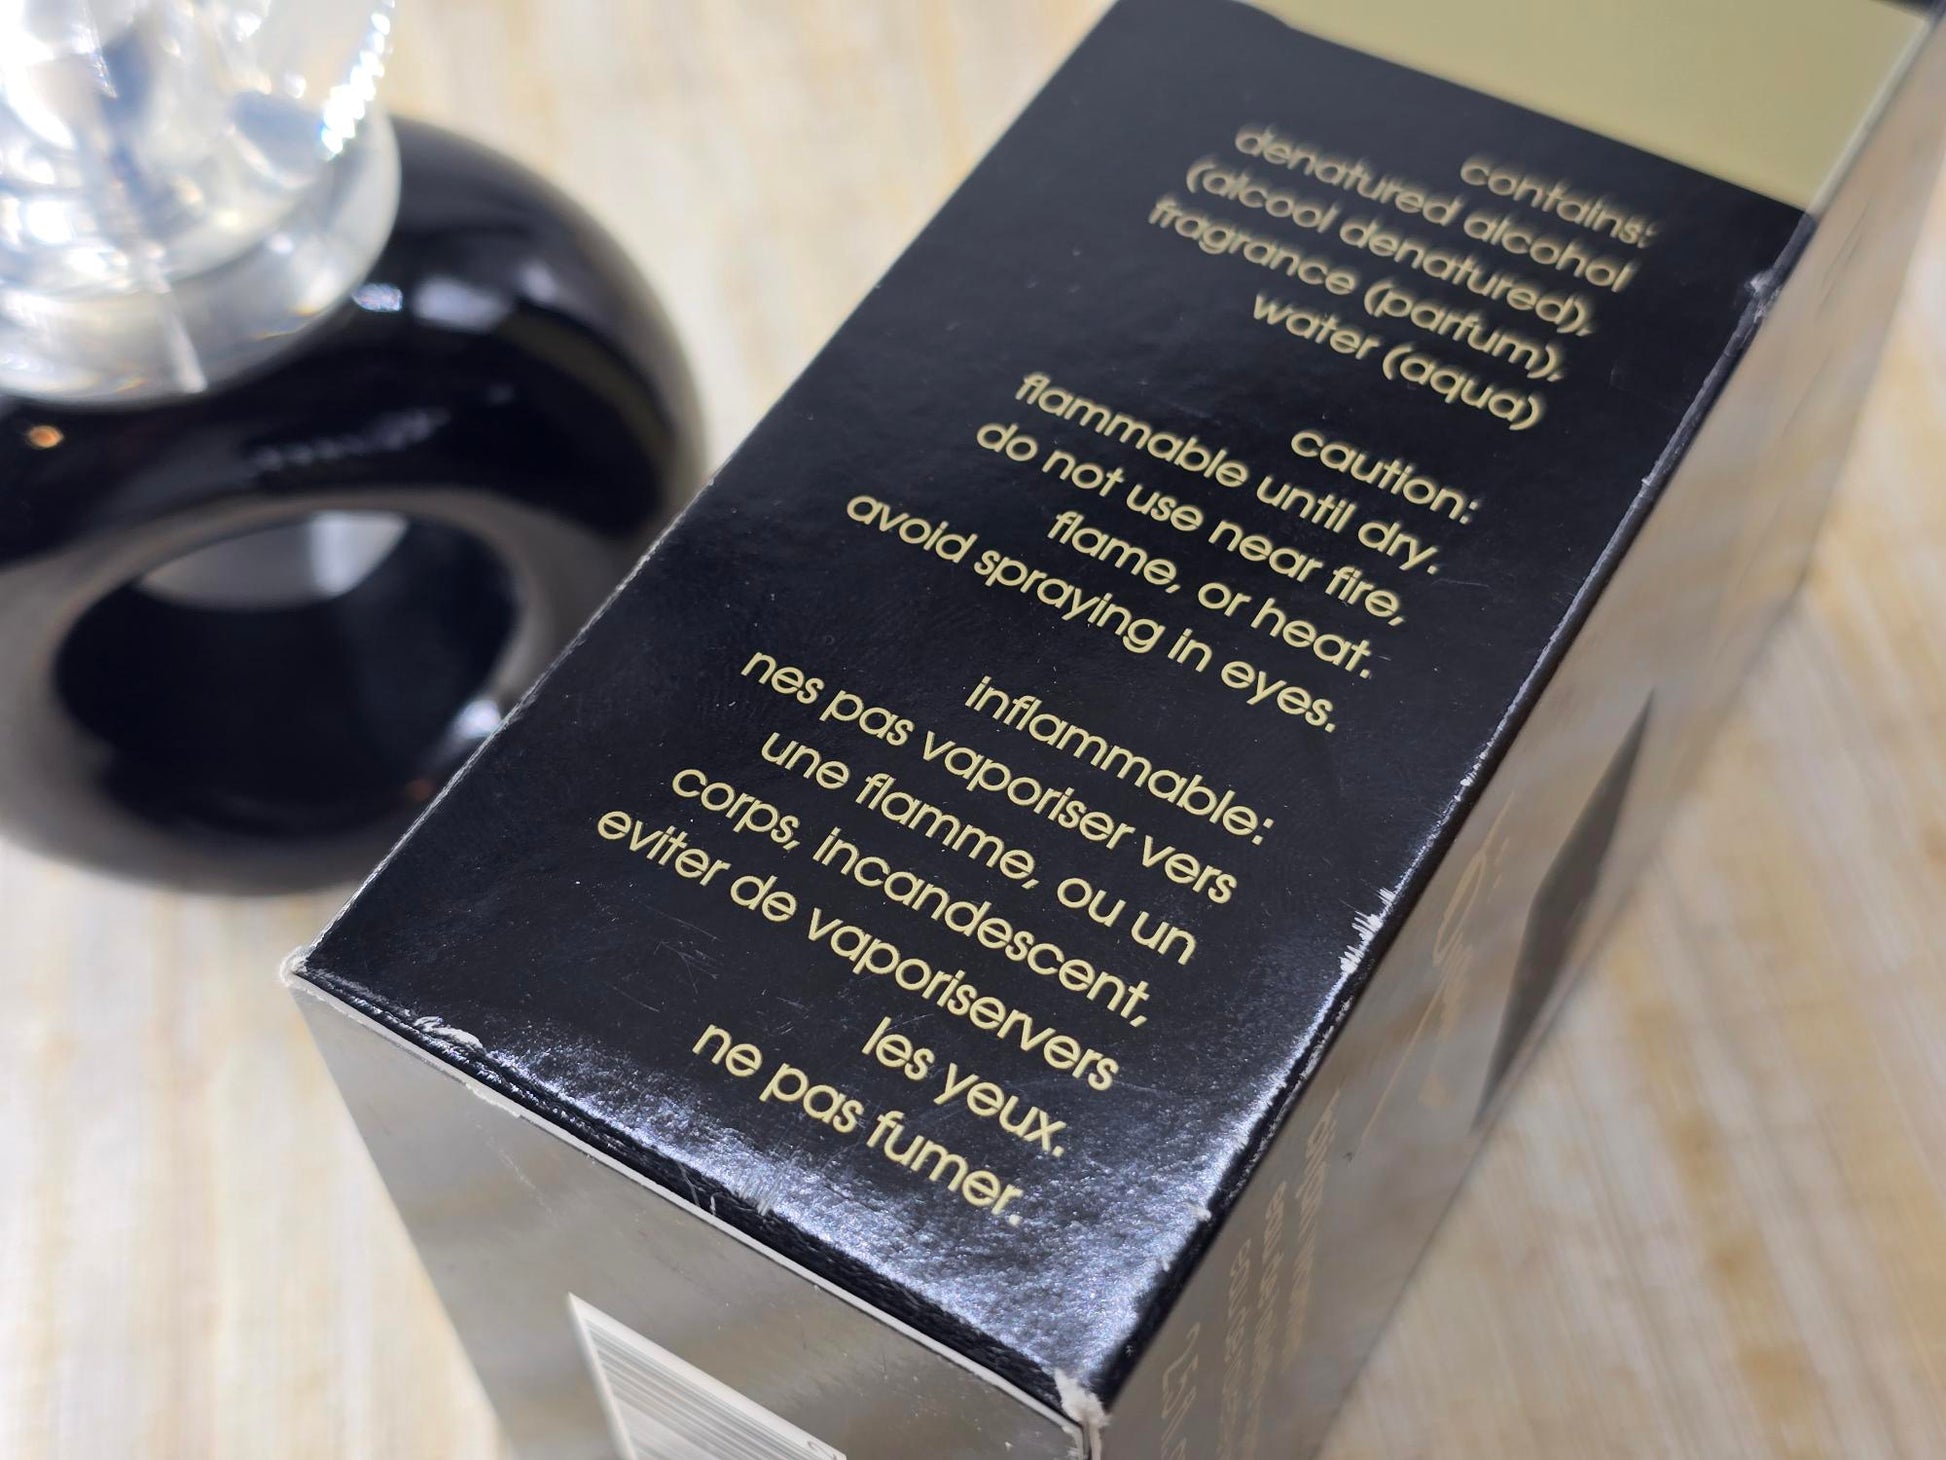 contains:
denatured alcohol
(alcool denatured),
fragrance (parfum),
water (aqua)
caution:
flammable until dry.
do not use near fire,
flame, or heat.
avoid spraying in eyes.
inflammable:
nes pas vaporiser vers
une flamme, ou un
corps, incandescent,
eviter de vaporiservers
les yeux.
ne pas fumer.